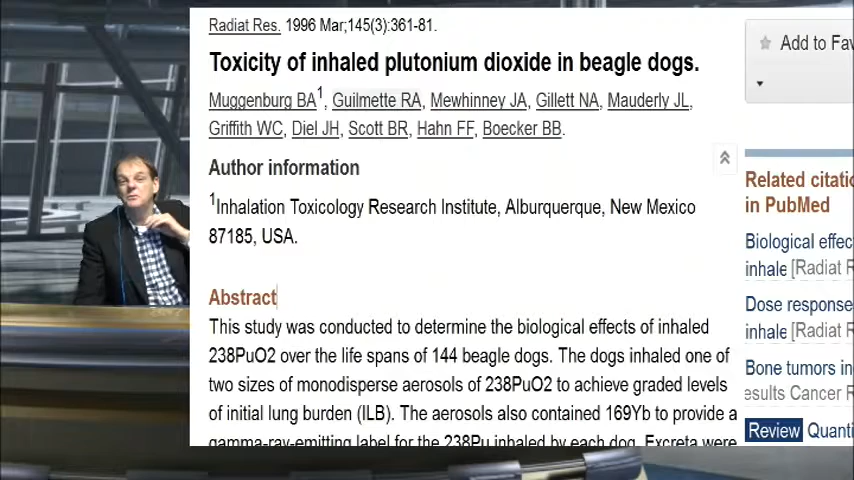 Radiat Res. 1996 Mar;145(3):361-81.
Toxicity of inhaled plutonium dioxide in beagle dogs.
Muggenburg BA1, Guilmette RA, Mewhinney JA, Gillett NA, Mauderly JL,
Griffith WC, Diel JH, Scott BR, Hahn FF, Boecker BB.
Author information
1Inhalation Toxicology Research Institute, Alburquerque, New Mexico
87185, USA.
Abstract
This study was conducted to determine the biological effects of inhaled
238PuO2 over the life spans of 144 beagle dogs. The dogs inhaled one of
two sizes of monodisperse aerosols of 238PuO2 to achieve graded levels
of initial lung burden (ILB). The aerosols also contained 169Yb to provide a
gamma-ray-emitting label for the 238Pu inhaled by each dog. Excreta were
Add to Fav
Related citatio
in PubMed
Biological effec
inhale [Radiat R
Dose response
inhale [Radiat R
Bone tumors in
esults Cancer R
Review Quanti